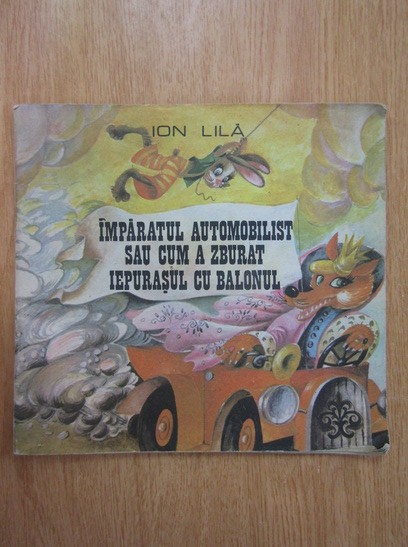 ION LILĂ
ÎMPĂRATUL AUTOMOBILIST
SAU CUM A ZBURAT
IEPURAȘUL CU BALONUL